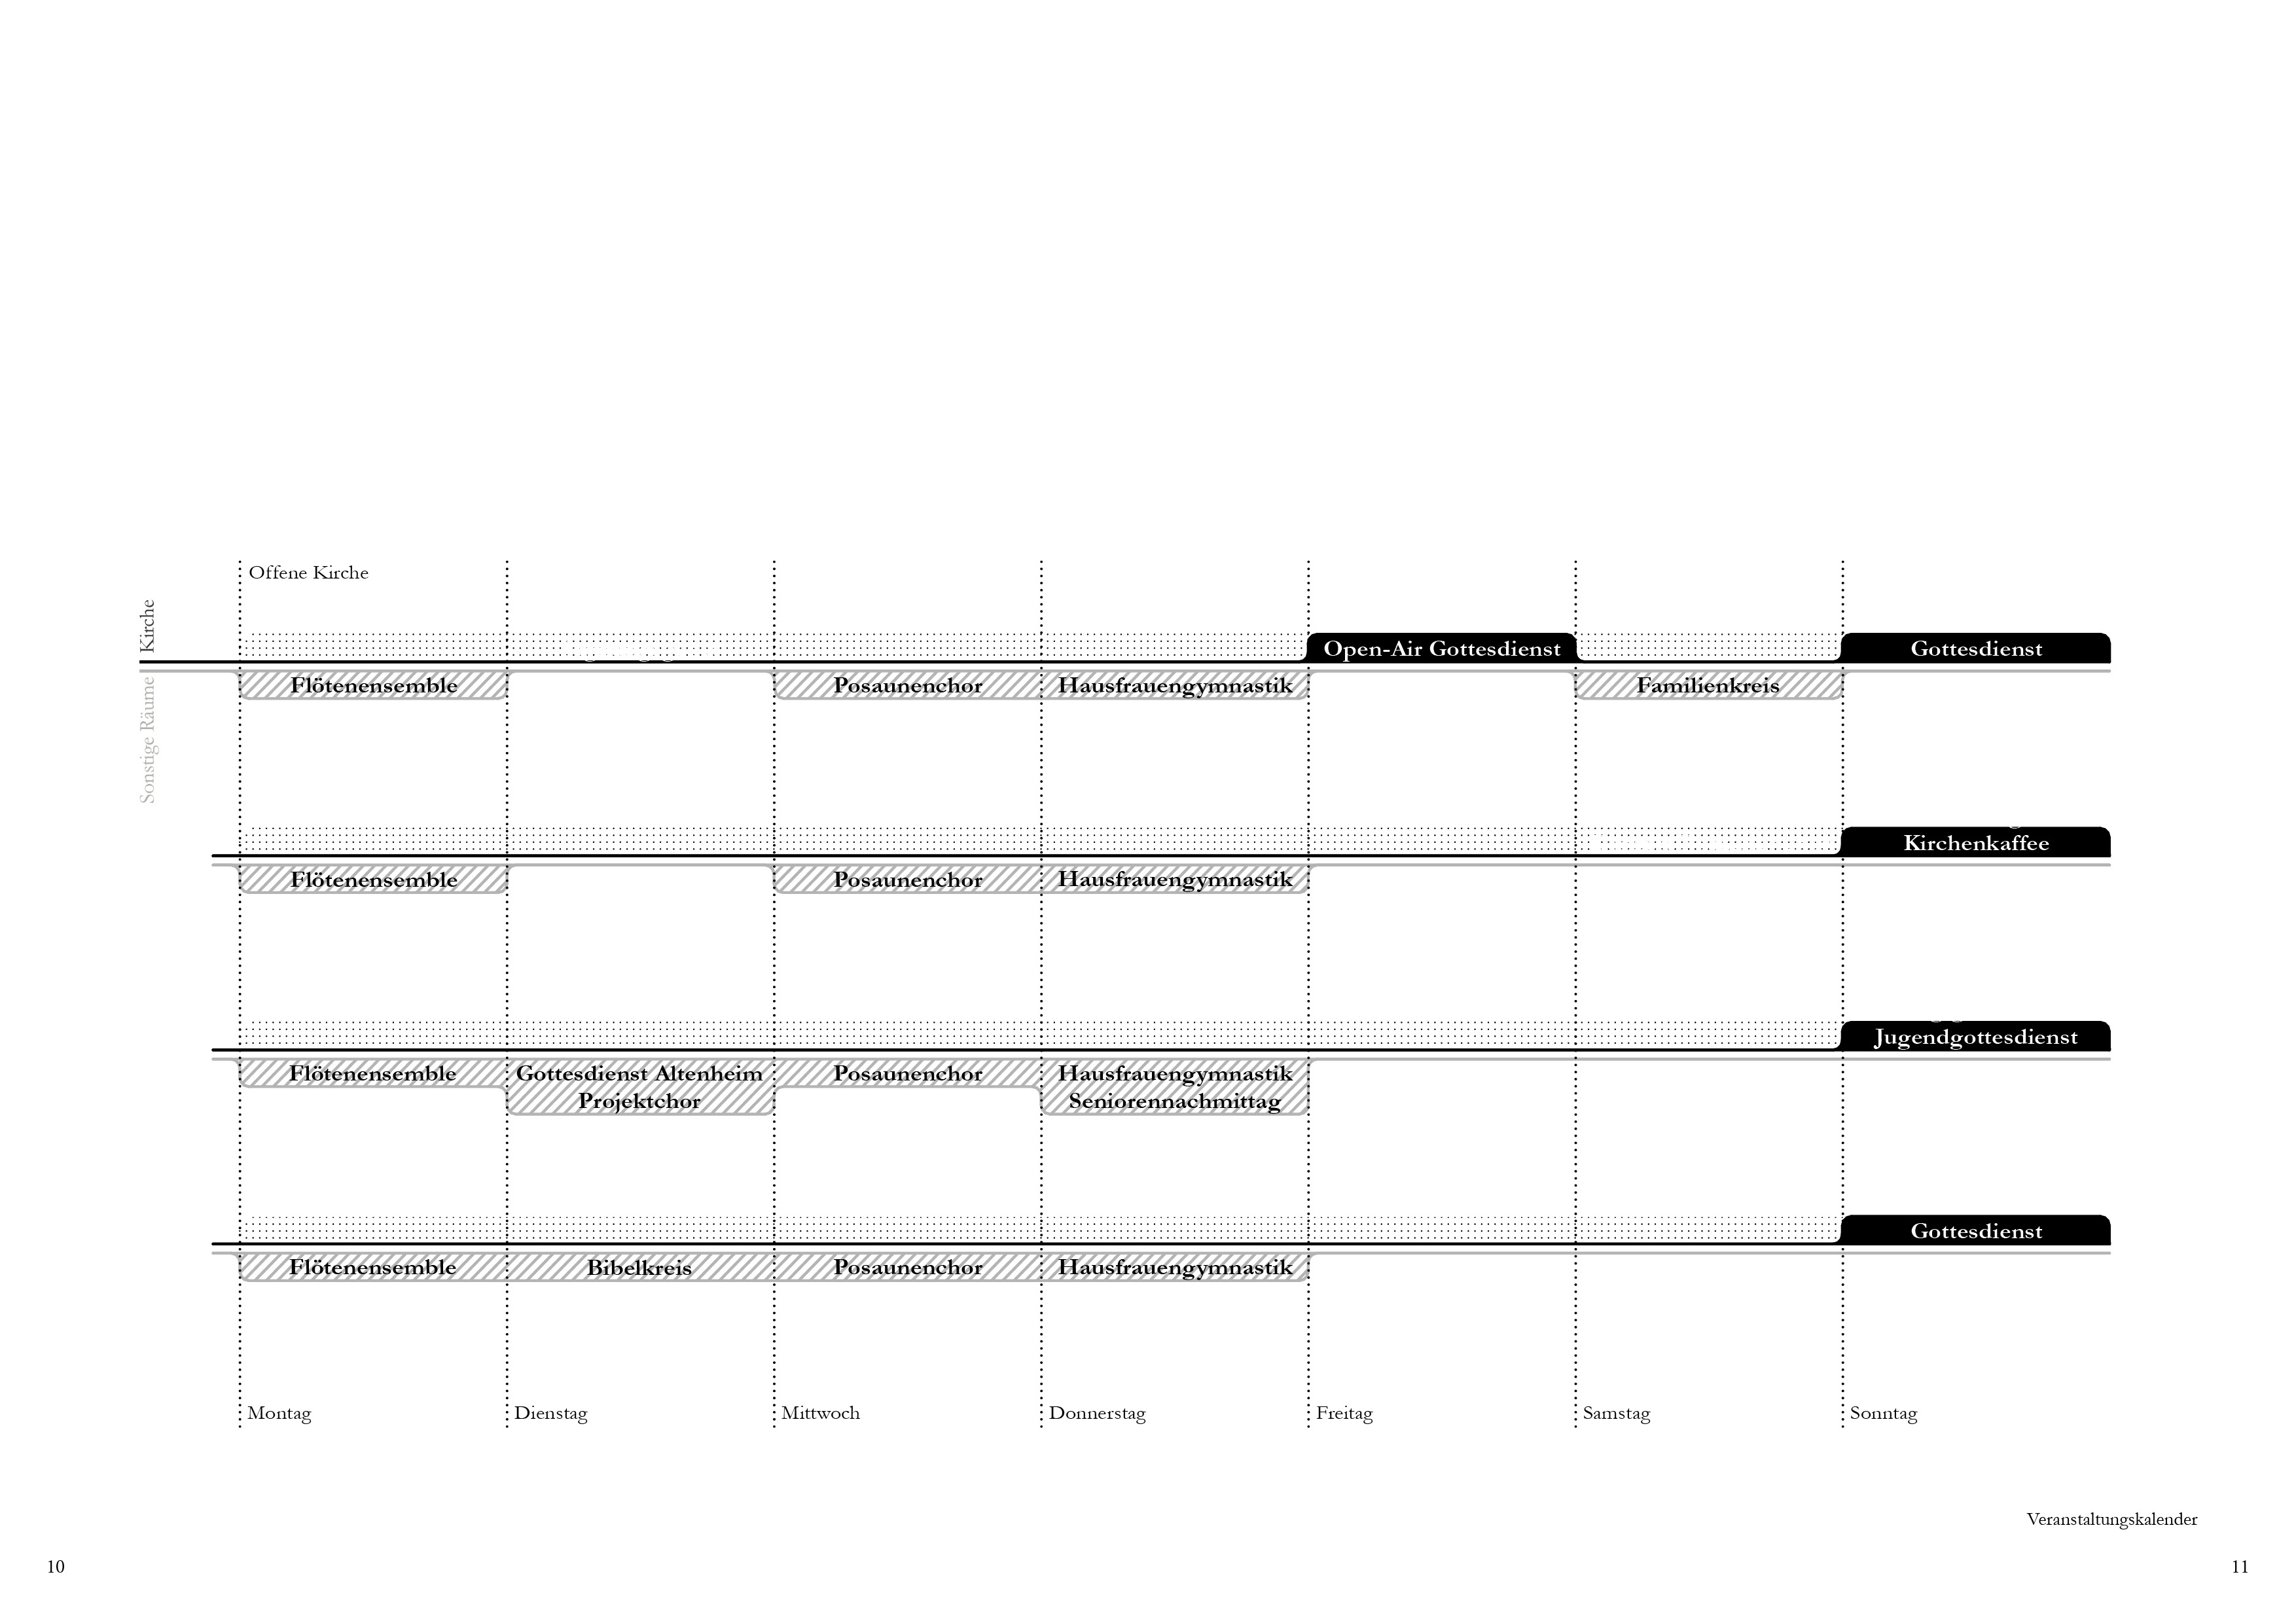 Offene Kirche
Kirche
Open-Air Gottesdienst
Gottesdienst
Sonstige Räume
Flötenensemble
Posaunenchor
Hausfrauengymnastik
Familienkreis
Kirchenkaffee
Flötenensemble
Posaunenchor
Hausfrauengymnastik
Jugendgottesdienst
Flötenensemble
Gottesdienst Altenheim
Projektchor
Posaunenchor
Hausfrauengymnastik
Seniorennachmittag
Gottesdienst
Flötenensemble
Bibelkreis
Posaunenchor
Hausfrauengymnastik
Montag
Dienstag
Mittwoch
Donnerstag
Freitag
Samstag
Sonntag
Veranstaltungskalender
10
11